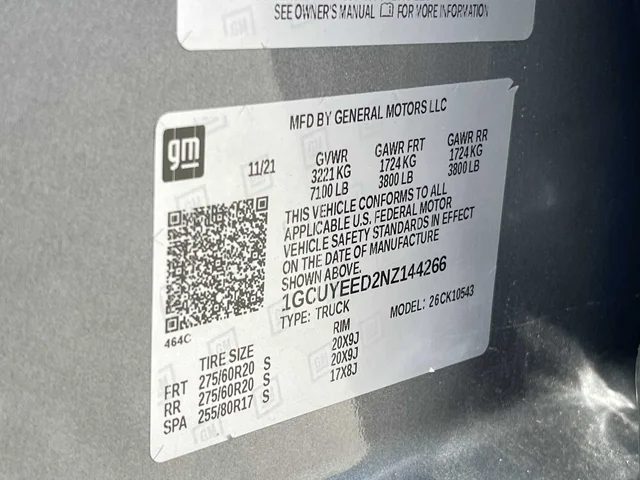 SEE OWNER'S MANUAL FOR MORE INFORMATION
MFD BY GENERAL MOTORS LLC
gm
11/21
GVWR GAWR FRT GAWR RR
3221 KG 1724 KG 1724 KG
7100 LB 3800 LB 3800 LB
THIS VEHICLE CONFORMS TO ALL
APPLICABLE U.S. FEDERAL MOTOR
VEHICLE SAFETY STANDARDS IN EFFECT
ON THE DATE OF MANUFACTURE
SHOWN ABOVE.
1GCUYEED2NZ144266
TYPE: TRUCK MODEL: 26CK10543
464C
TIRE SIZE RIM
FRT 275/60R20 S 20X9J
RR 275/60R20 S 20X9J
SPA 255/80R17 S 17X8J